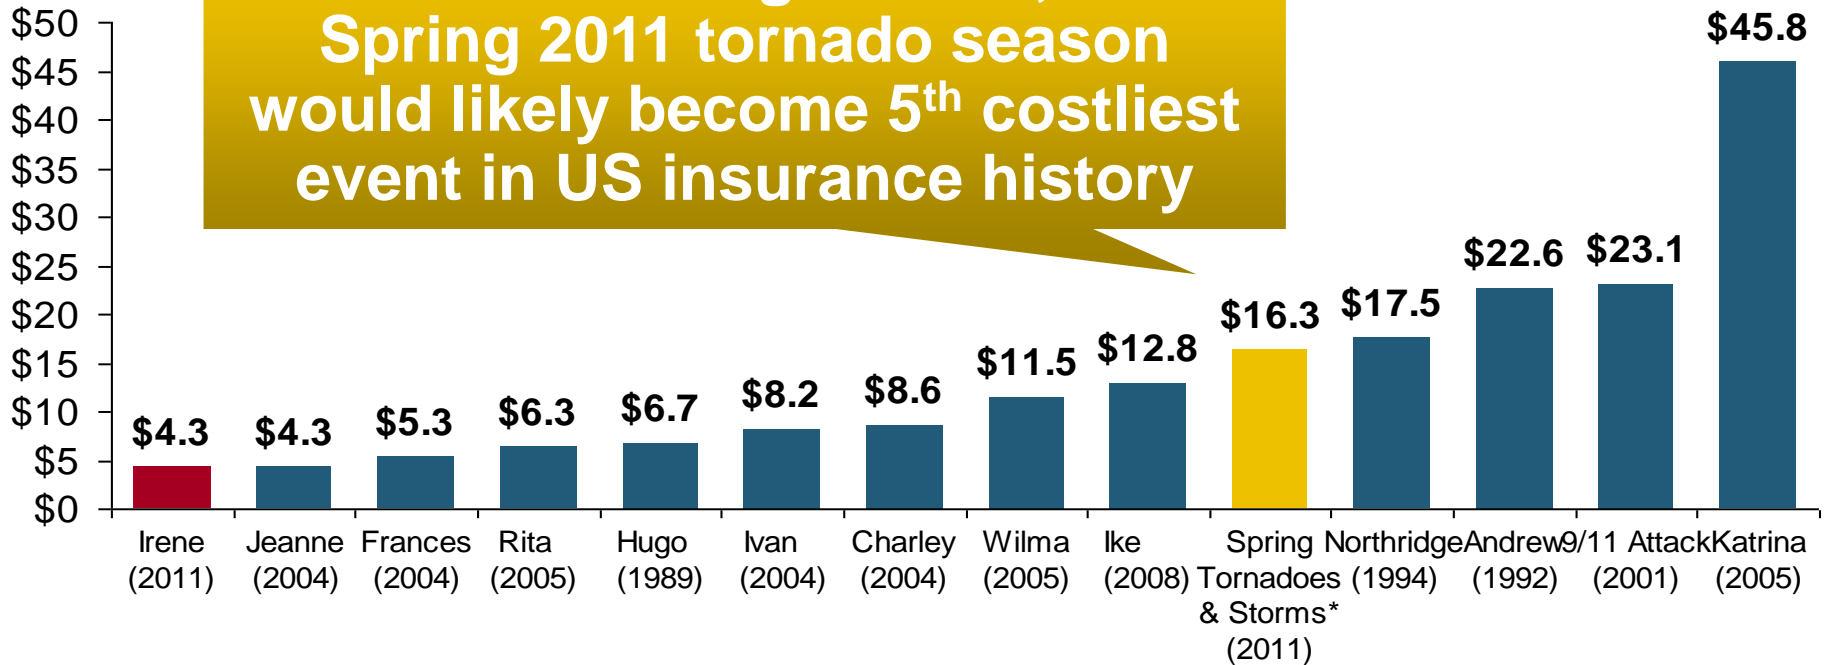 Spring 2011 tornado season
would likely become 5th costliest
event in US insurance history
$50
$45
$40
$35
$30
$25
$20
$15
$10
$5
$0
$4.3
$4.3
$5.3
$6.3
$6.7
$8.2
$8.6
$11.5
$12.8
$16.3
$17.5
$22.6
$23.1
$45.8
Irene
(2011)
Jeanne
(2004)
Frances
(2004)
Rita
(2005)
Hugo
(1989)
Ivan
(2004)
Charley
(2004)
Wilma
(2005)
Ike
(2008)
Spring
Tornadoes
& Storms*
(2011)
Northridge
(1994)
Andrew
(1992)
9/11 Attack
(2001)
Katrina
(2005)